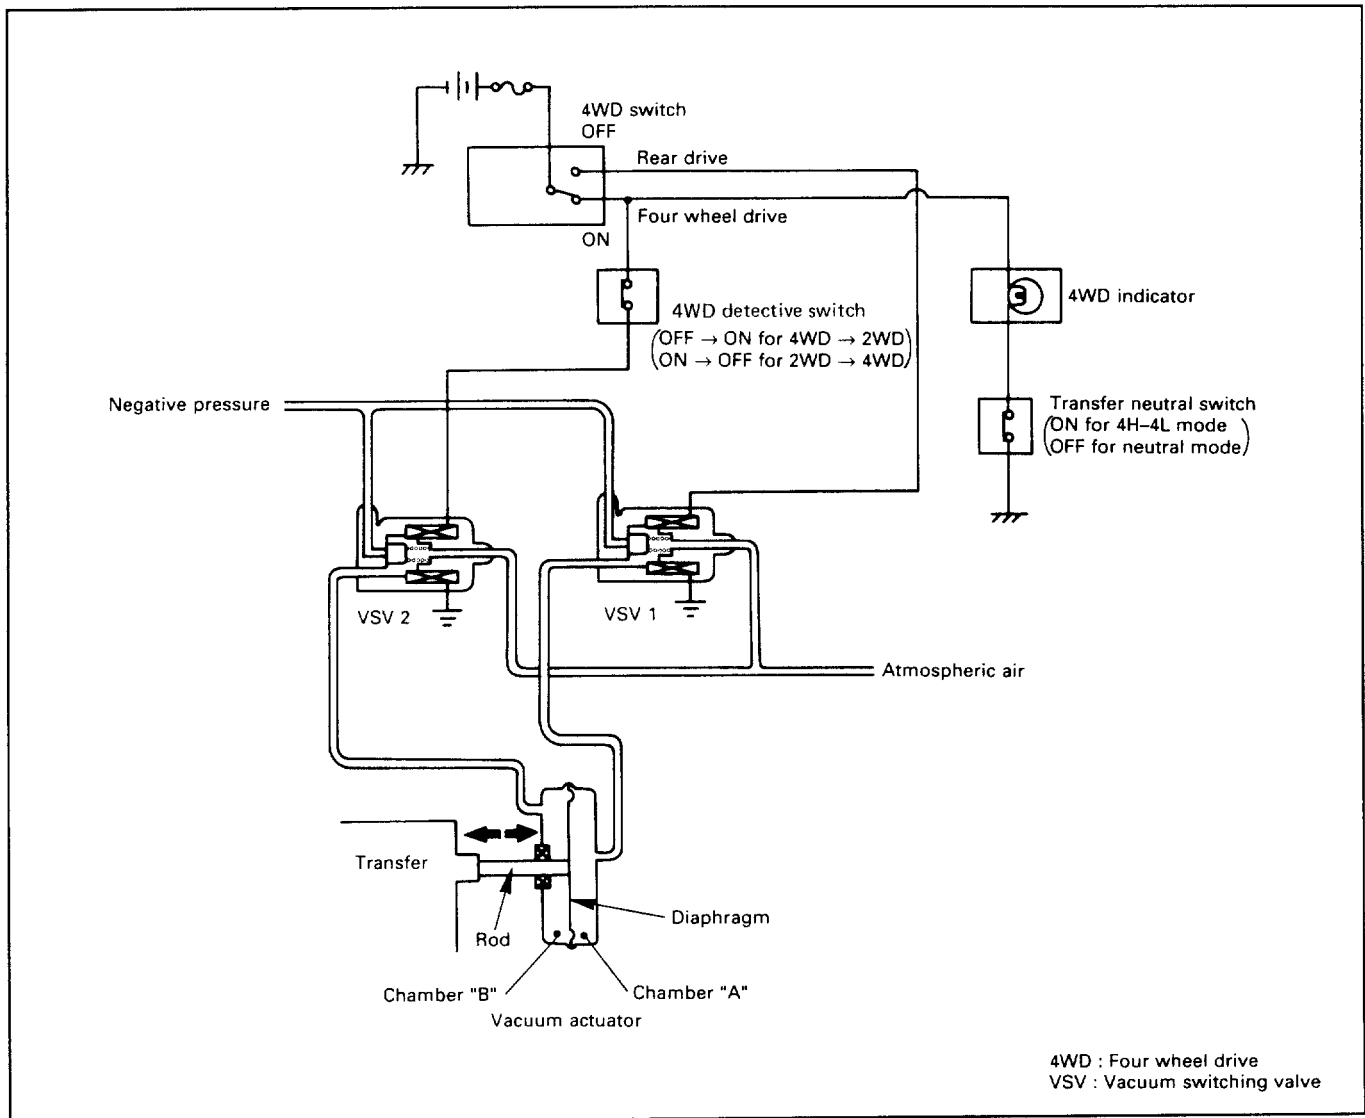 4WD switch
OFF
Rear drive
Four wheel drive
ON
4WD detective switch
(OFF → ON for 4WD → 2WD)
(ON → OFF for 2WD → 4WD)
4WD indicator
Negative pressure
Transfer neutral switch
(ON for 4H–4L mode
OFF for neutral mode)
VSV 2
VSV 1
Atmospheric air
Transfer
Diaphragm
Rod
Chamber "B"
Chamber "A"
Vacuum actuator
4WD : Four wheel drive
VSV : Vacuum switching valve